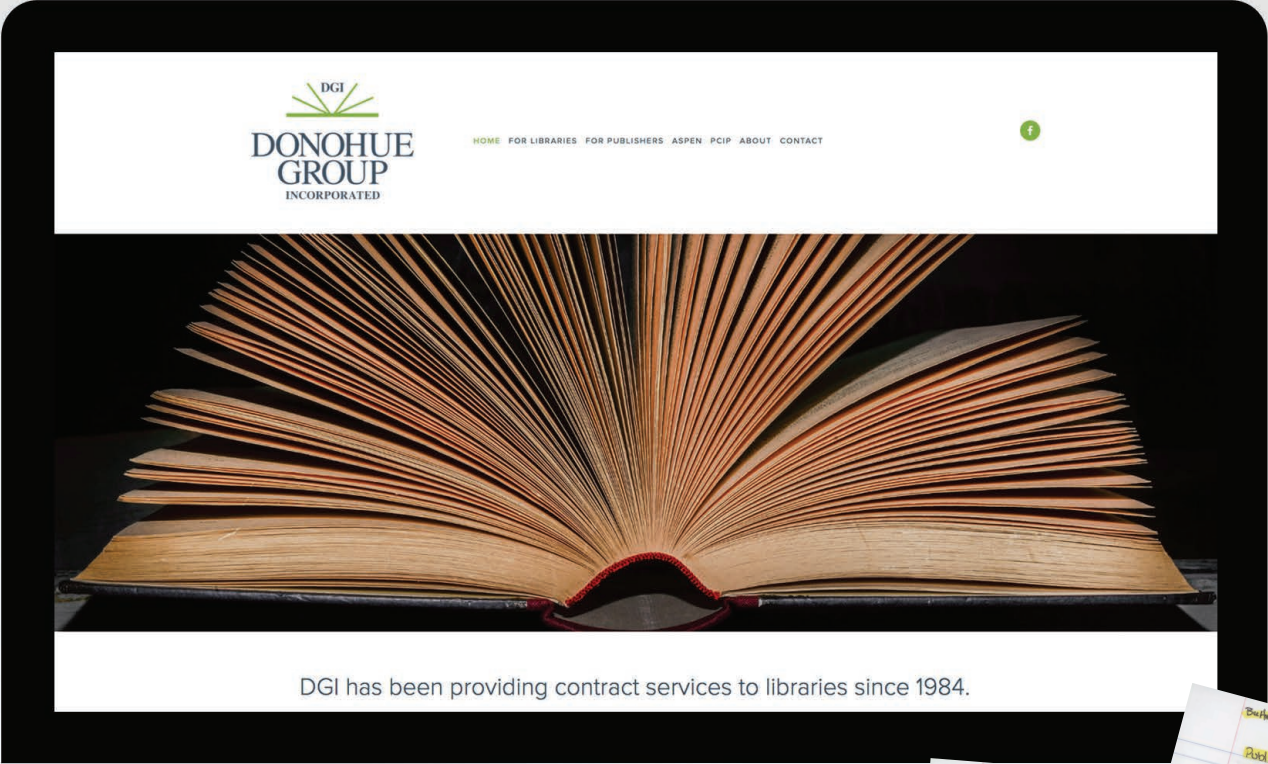 DGI
DONOHUE
GROUP
INCORPORATED
HOME FOR LIBRARIES FOR PUBLISHERS ASPEN PCIP ABOUT CONTACT
f
DGI has been providing contract services to libraries since 1984.